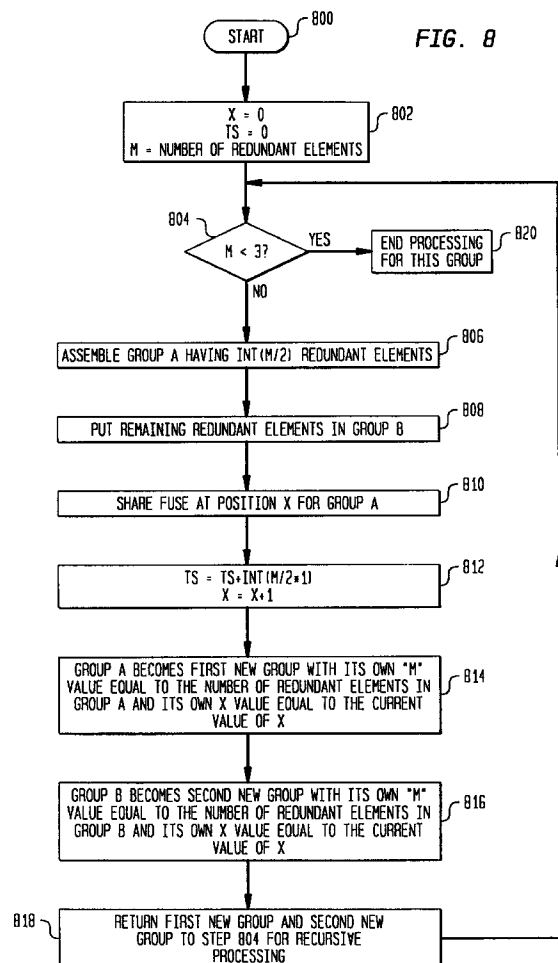 FIG. 8
START
800
X = 0
TS = 0
M = NUMBER OF REDUNDANT ELEMENTS
802
804
M < 3?
YES
END PROCESSING
FOR THIS GROUP
820
NO
806
ASSEMBLE GROUP A HAVING INT(M/2) REDUNDANT ELEMENTS
808
PUT REMAINING REDUNDANT ELEMENTS IN GROUP B
810
SHARE FUSE AT POSITION X FOR GROUP A
TS = TS+INT(M/2*1)
X = X+1
812
GROUP A BECOMES FIRST NEW GROUP WITH ITS OWN "M"
VALUE EQUAL TO THE NUMBER OF REDUNDANT ELEMENTS IN
GROUP A AND ITS OWN X VALUE EQUAL TO THE CURRENT
VALUE OF X
814
GROUP B BECOMES SECOND NEW GROUP WITH ITS OWN "M"
VALUE EQUAL TO THE NUMBER OF REDUNDANT ELEMENTS IN
GROUP B AND ITS OWN X VALUE EQUAL TO THE CURRENT
VALUE OF X
816
818
RETURN FIRST NEW GROUP AND SECOND NEW
GROUP TO STEP 804 FOR RECURSIVE
PROCESSING